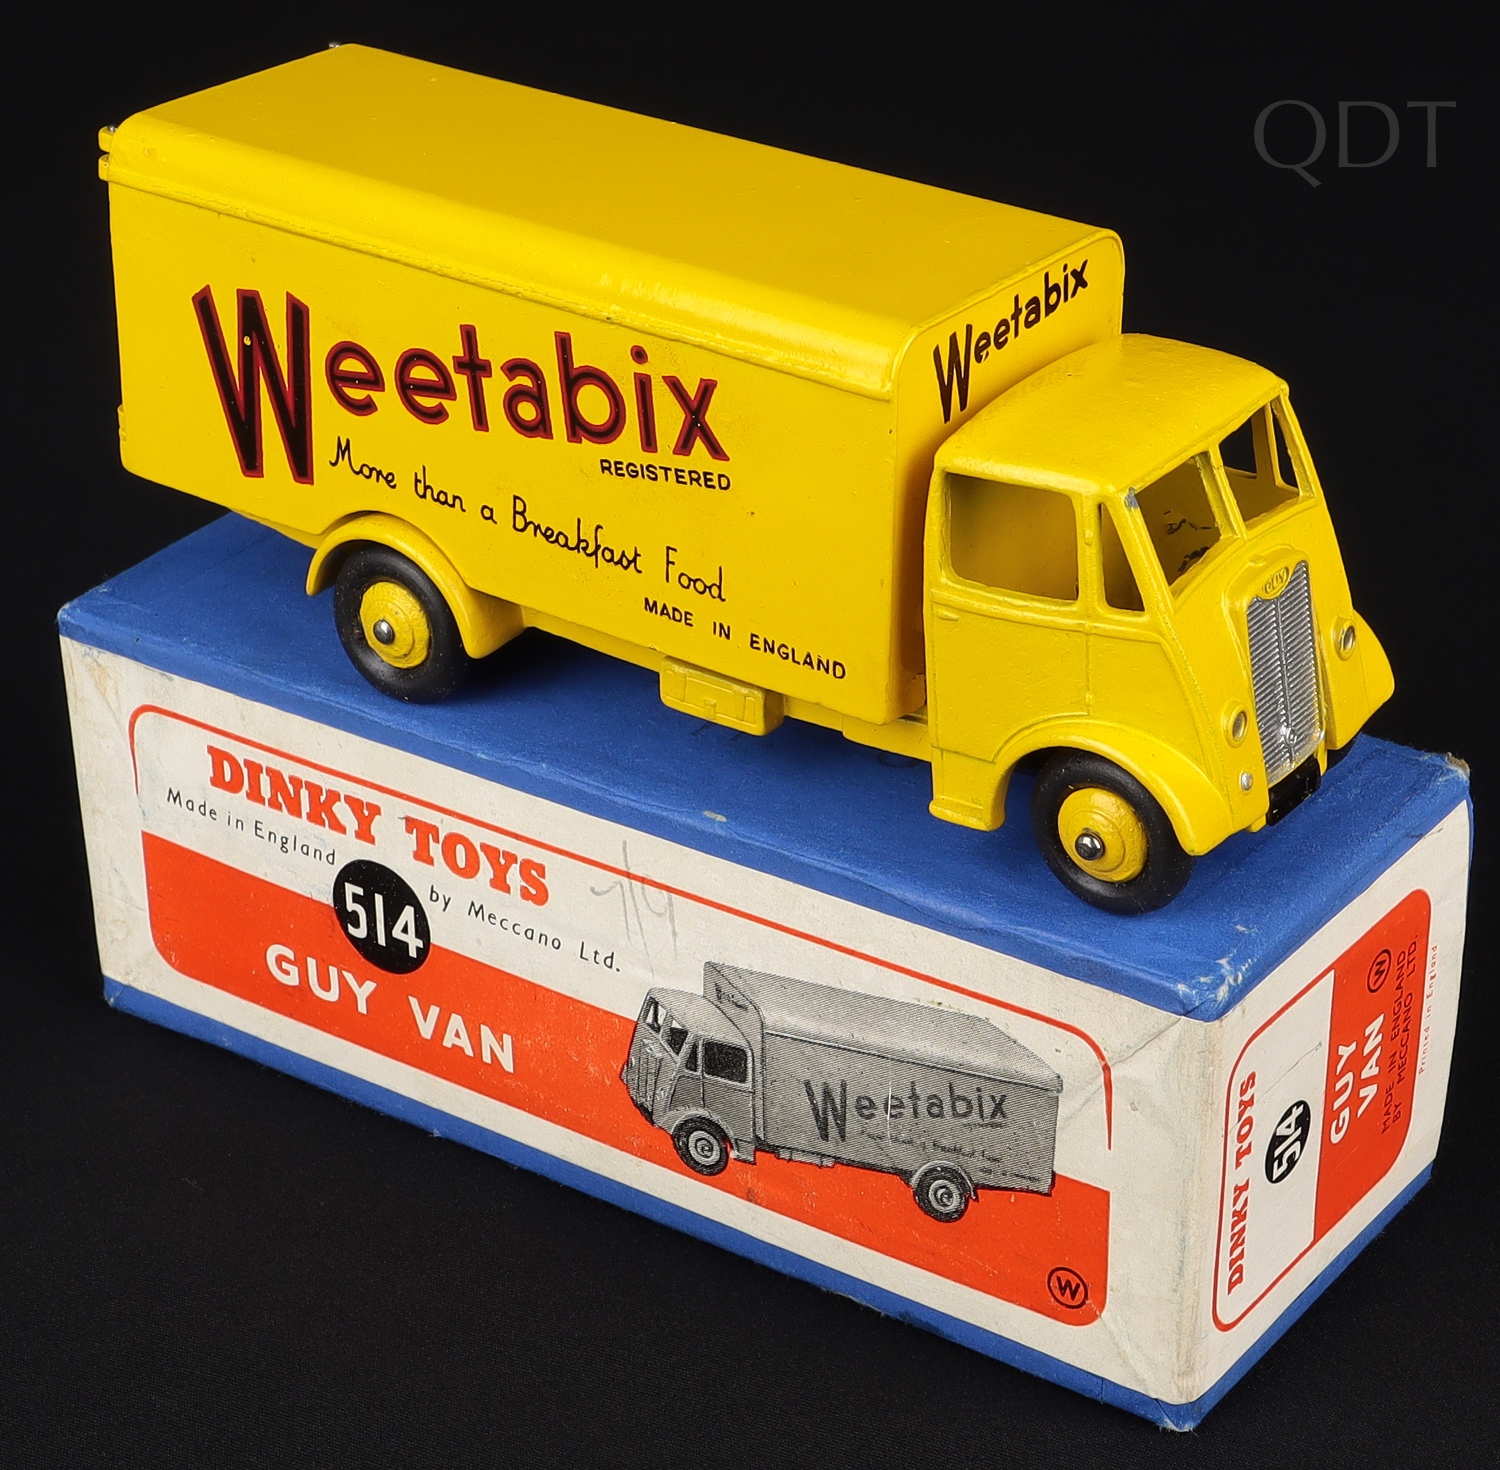 QDT
Weetabix
REGISTERED
More than a Breakfast Food
MADE IN ENGLAND
Weetabix
GUY
DINKY TOYS
Made in England
514
by Meccano Ltd.
GUY VAN
Weetabix
W
DINKY TOYS
514
GUY
VAN
W
MADE IN ENGLAND
BY MECCANO LTD.
Printed in England